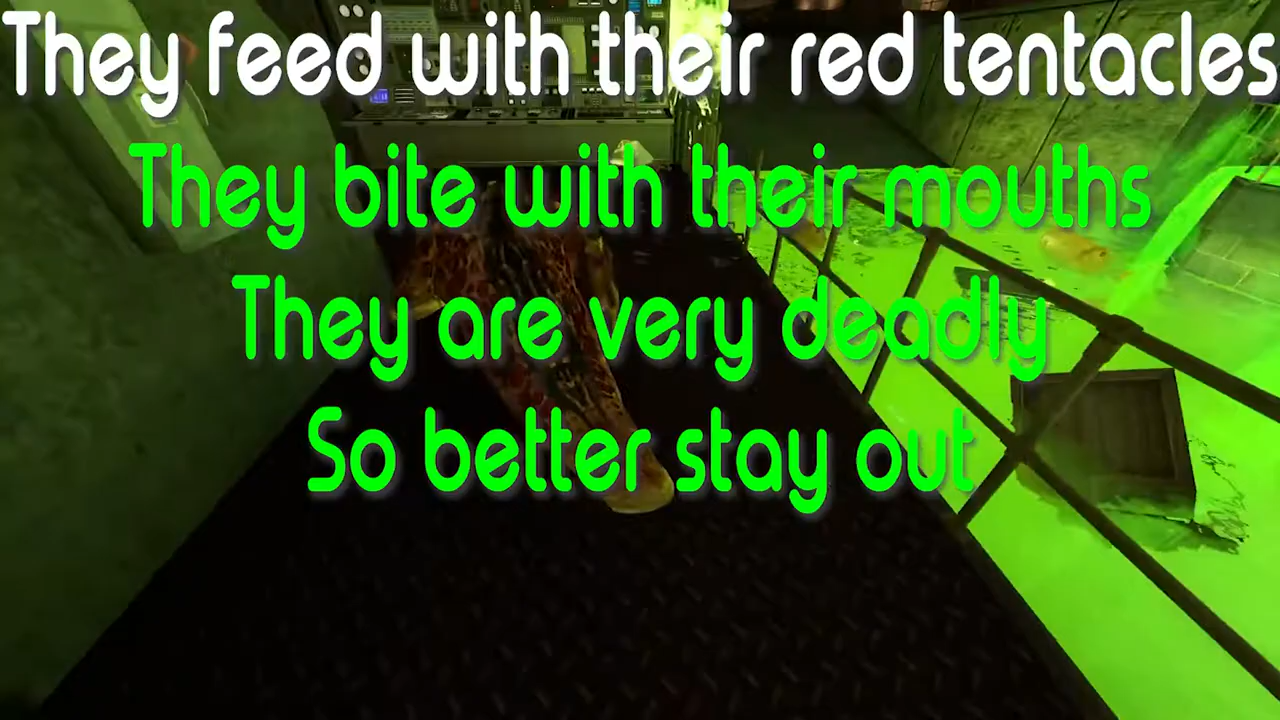 They feed with their red tentacles
They bite with their mouths
They are very deadly
So better stay out